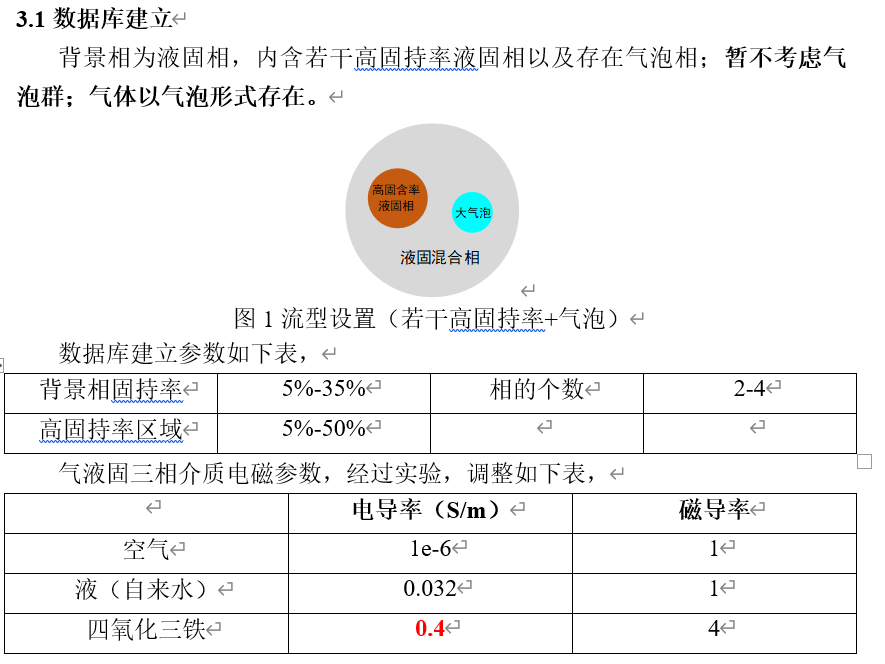 3.1 数据库建立
背景相为液固相，内含若干高固持率液固相以及存在气泡相；暂不考虑气
泡群；气体以气泡形式存在。
高固含率
液固相
大气泡
液固混合相
图 1 流型设置（若干高固持率+气泡）
数据库建立参数如下表，
背景相固持率 5%-35% 相的个数 2-4
高固持率区域 5%-50%
气液固三相介质电磁参数，经过实验，调整如下表，
电导率（S/m） 磁导率
空气 1e-6 1
液（自来水） 0.032 1
四氧化三铁 0.4 4